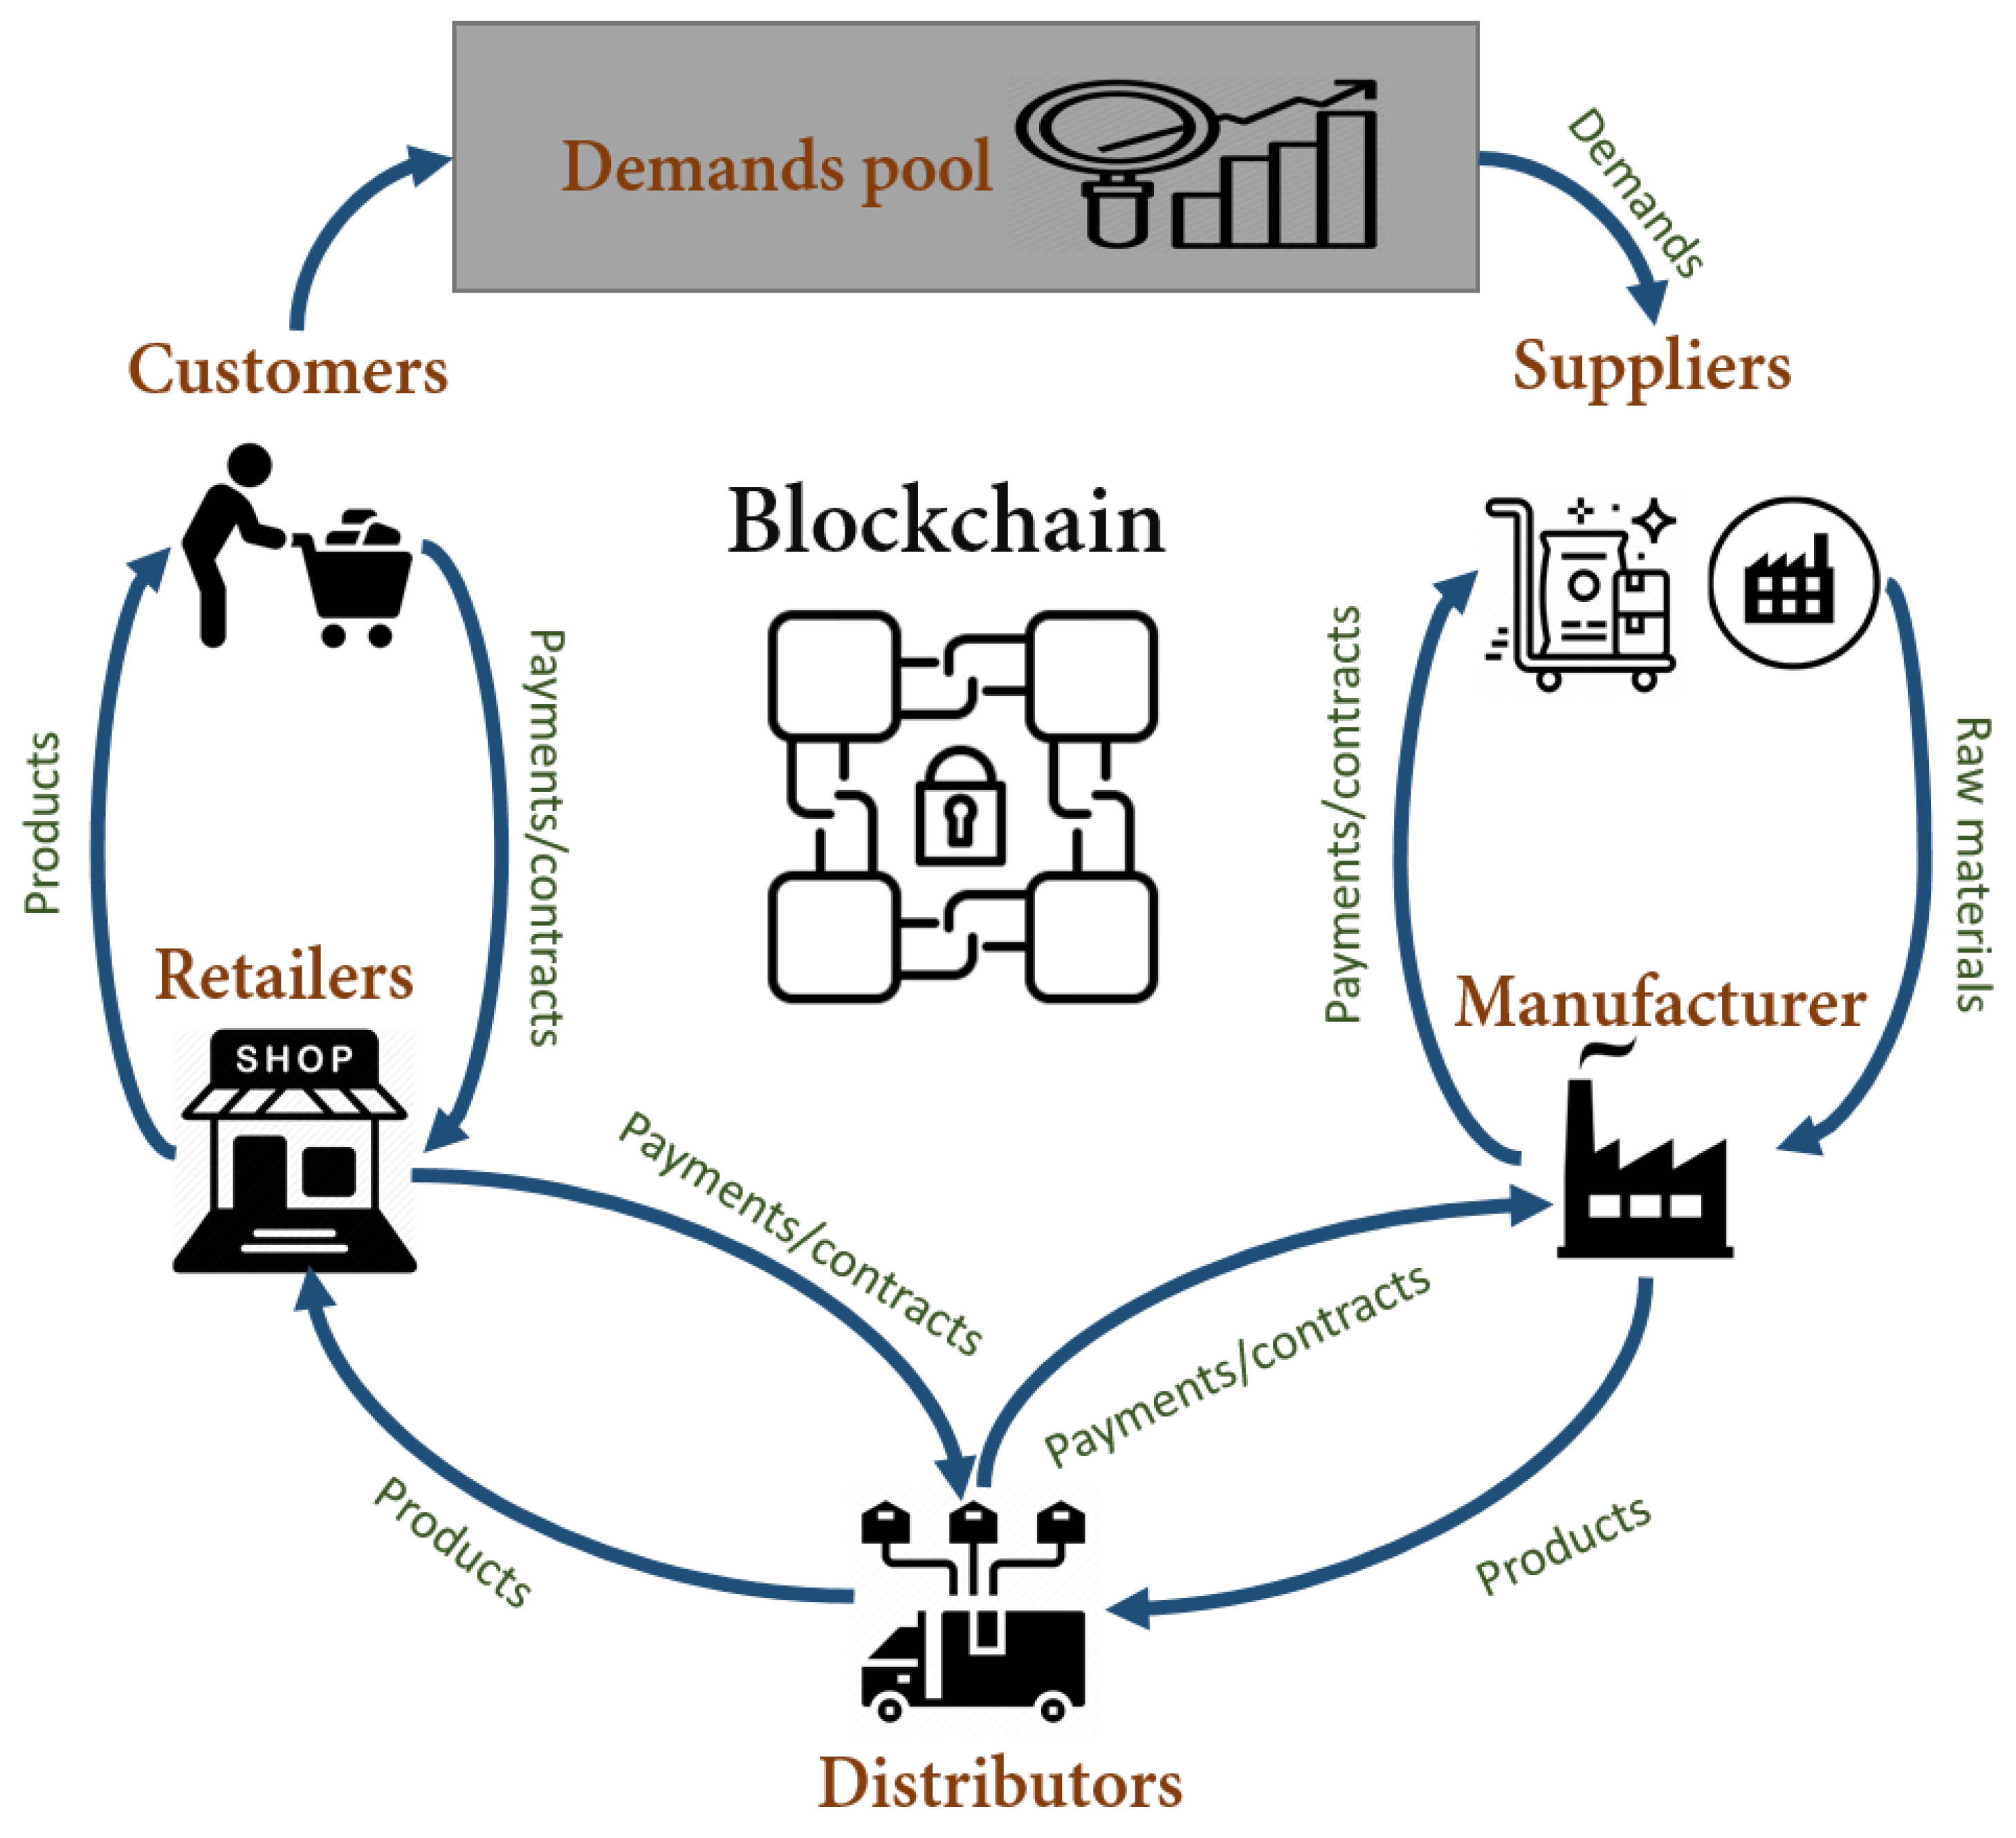 Demands pool
Demands
Customers
Suppliers
Blockchain
Products
Payments/contracts
Payments/contracts
Raw materials
Retailers
SHOP
Manufacturer
Payments/contracts
Payments/contracts
Products
Products
Distributors